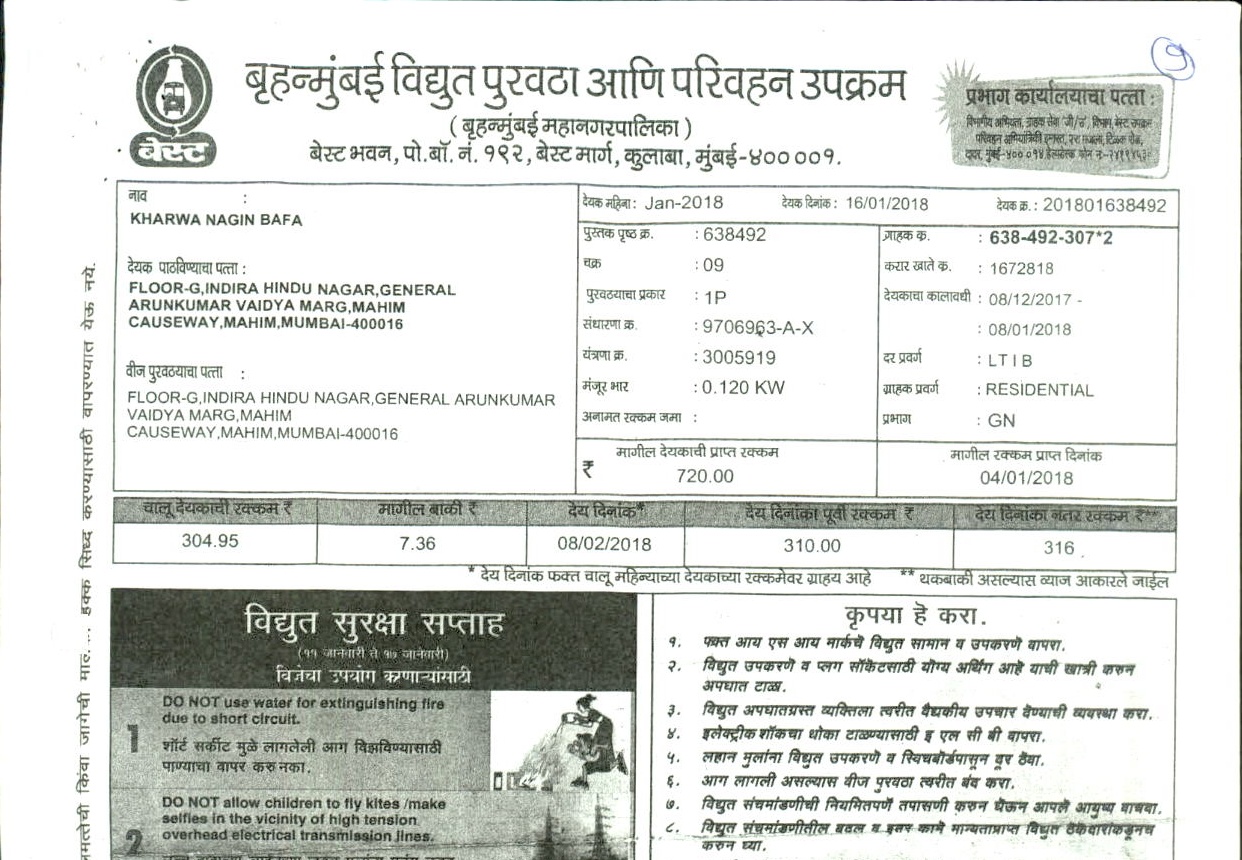 9
बृहन्मुंबई विद्युत पुरवठा आणि परिवहन उपक्रम
( बृहन्मुंबई महानगरपालिका )
बेस्ट भवन, पो.बॉ. नं. १९२, बेस्ट मार्ग, कुलाबा, मुंबई-४०० ००१.
बेस्ट
प्रभाग कार्यालयाचा पत्ता :
नाव :
KHARWA NAGIN BAFA
देयक पाठविण्याचा पत्ता :
FLOOR-G,INDIRA HINDU NAGAR,GENERAL
ARUNKUMAR VAIDYA MARG,MAHIM
CAUSEWAY,MAHIM,MUMBAI-400016
वीज पुरवठयाचा पत्ता :
FLOOR-G,INDIRA HINDU NAGAR,GENERAL ARUNKUMAR
VAIDYA MARG,MAHIM
CAUSEWAY,MAHIM,MUMBAI-400016
देयक महिना: Jan-2018 देयक दिनांक : 16/01/2018 देयक क्र.: 201801638492
पुस्तक पृष्ठ क्र. : 638492
चक्र : 09
पुरवठयाचा प्रकार : 1P
संधारणा क्र. : 9706963-A-X
यंत्रणा क्र. : 3005919
मंजूर भार : 0.120 KW
अनामत रक्कम जमा :
ग्राहक क्र. : 638-492-307*2
करार खाते क्र. : 1672818
देयकाचा कालावधी : 08/12/2017 -
: 08/01/2018
दर प्रवर्ग : LT I B
ग्राहक प्रवर्ग : RESIDENTIAL
प्रभाग : GN
मागील देयकाची प्राप्त रक्कम
₹ 720.00
मागील रक्कम प्राप्त दिनांक
04/01/2018
चालू देयकाची रक्कम ₹ मागील बाकी ₹ देय दिनांक* देय दिनांका पूर्वी रक्कम ₹ देय दिनांका नंतर रक्कम ₹**
304.95 7.36 08/02/2018 310.00 316
* देय दिनांक फक्त चालू महिन्याच्या देयकाच्या रक्कमेवर ग्राहय आहे ** थकबाकी असल्यास व्याज आकारले जाईल
विद्युत सुरक्षा सप्ताह
(११ जानेवारी ते १७ जानेवारी)
विजेचा उपयोग करणाऱ्यांसाठी
1 DO NOT use water for extinguishing fire
due to short circuit.
शॉर्ट सर्कीट मुळे लागलेली आग विझविण्यासाठी
पाण्याचा वापर करु नका.
2 DO NOT allow children to fly kites /make
selfies in the vicinity of high tension
overhead electrical transmission lines.
कृपया हे करा.
१. फक्त आय एस आय मार्कचे विद्युत सामान व उपकरणे वापरा.
२. विद्युत उपकरणे व प्लग सॉकेटसाठी योग्य अर्थिंग आहे याची खात्री करुन
अपघात टाळा.
३. विद्युत अपघातग्रस्त व्यक्तिला त्वरीत वैद्यकीय उपचार देण्याची व्यवस्था करा.
४. इलेक्ट्रीक शॉकचा धोका टाळण्यासाठी इ एल सी बी वापरा.
५. लहान मुलांना विद्युत उपकरणे व स्विचबोर्डपासून दूर ठेवा.
६. आग लागली असल्यास वीज पुरवठा त्वरीत बंद करा.
७. विद्युत संचमांडणीची नियमितपणे तपासणी करुन घेऊन आपले आयुष्य वाचवा.
८. विद्युत संचमांडणीतील बदल व इतर कामे मान्यताप्राप्त विद्युत ठेकेदारांकडूनच
करुन घ्या.
किंवा जागेची मालकी हक्क सिध्द करण्यासाठी वापरण्यात येऊ नये.